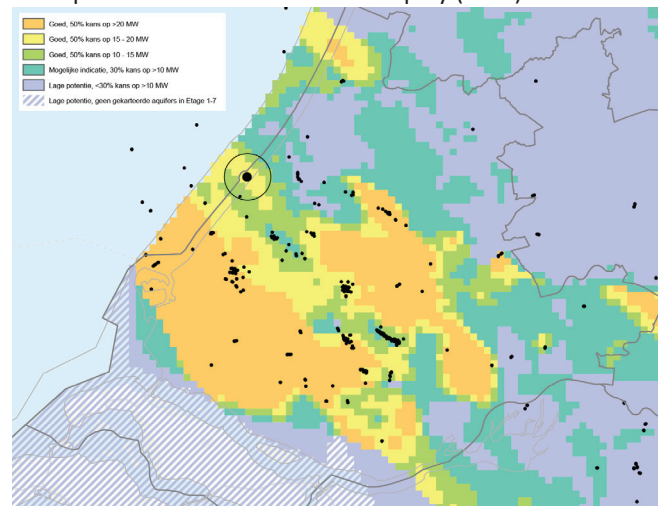 Goed, 50% kans op >20 MW
Goed, 50% kans op 15 - 20 MW
Goed, 50% kans op 10 - 15 MW
Mogelijke indicatie, 30% kans op >10 MW
Lage potentie, <30% kans op >10 MW
Lage potentie, geen gekarteerde aquifers in Etage 1-7